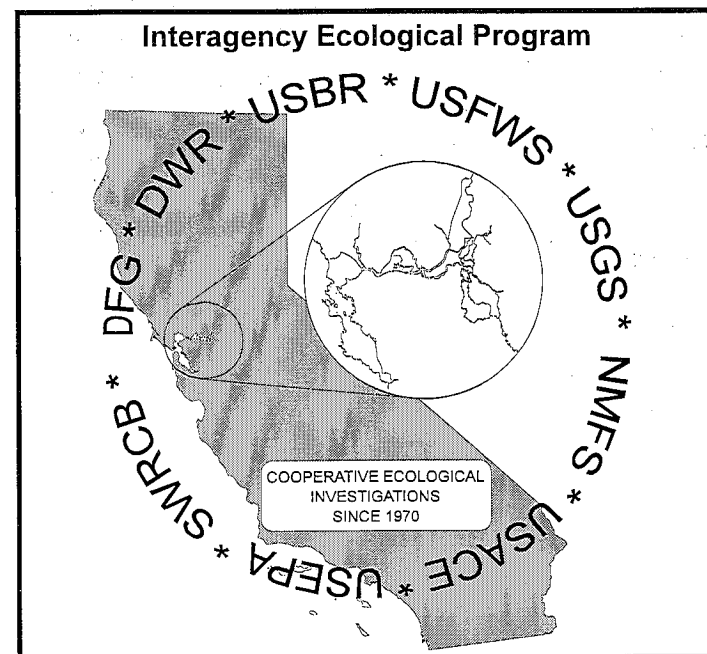 Interagency Ecological Program
DFG * DWR * USBR * USFWS * USGS * NMFS * USACE * USEPA * SWRCB *
COOPERATIVE ECOLOGICAL
INVESTIGATIONS
SINCE 1970